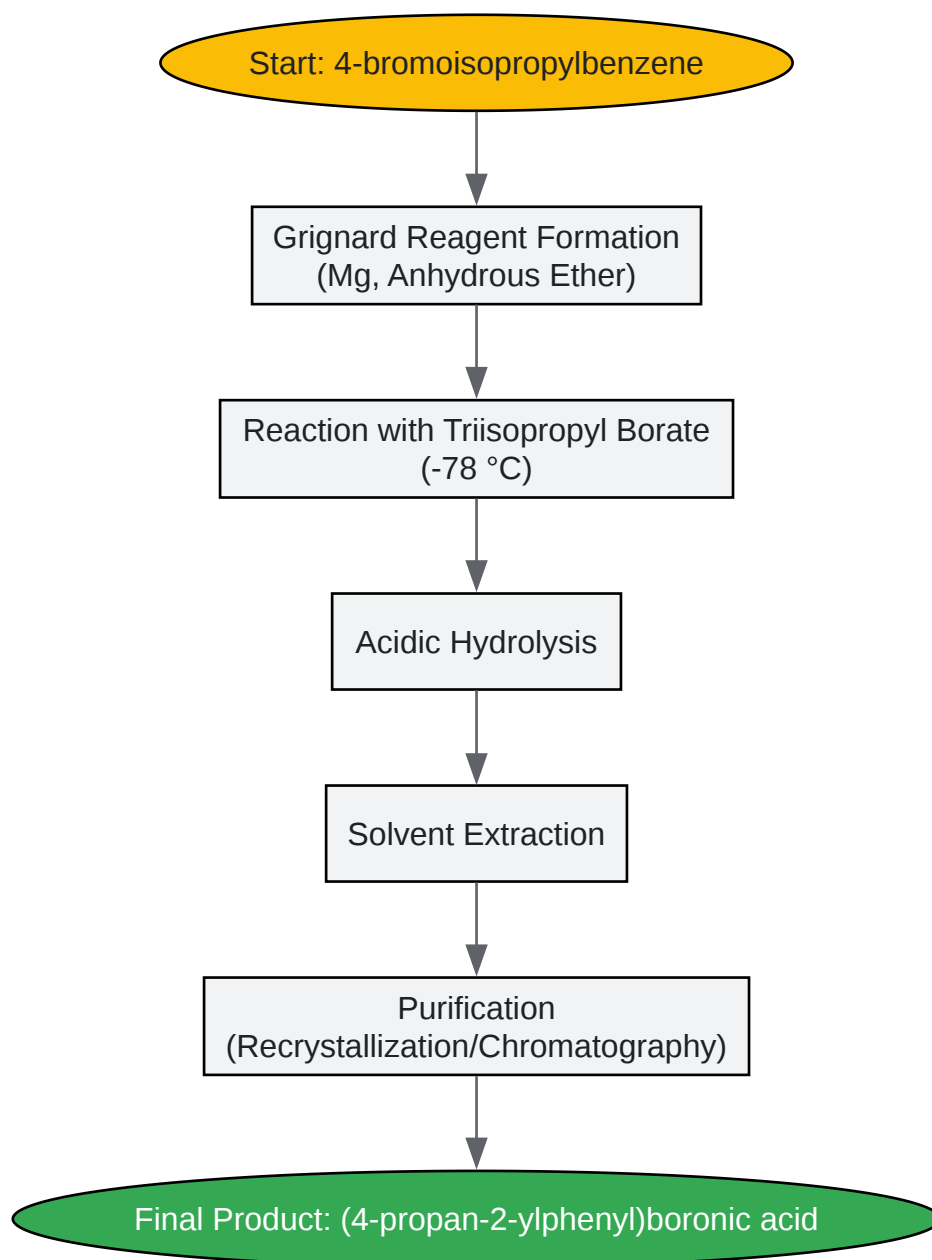 Start: 4-bromoisopropylbenzene
Grignard Reagent Formation
(Mg, Anhydrous Ether)
Reaction with Triisopropyl Borate
(-78 °C)
Acidic Hydrolysis
Solvent Extraction
Purification
(Recrystallization/Chromatography)
Final Product: (4-propan-2-ylphenyl)boronic acid